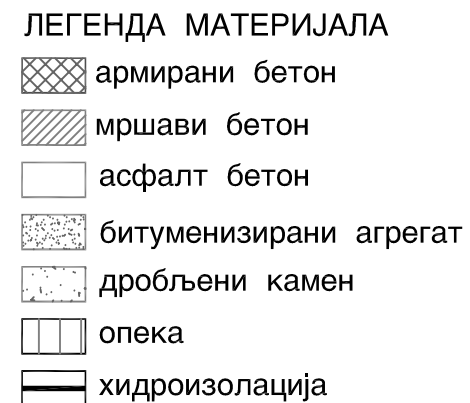 ЛЕГЕНДА МАТЕРИЈАЛА
армирани бетон
мршави бетон
асфалт бетон
битуменизирани агрегат
дробљени камен
опека
хидроизолација